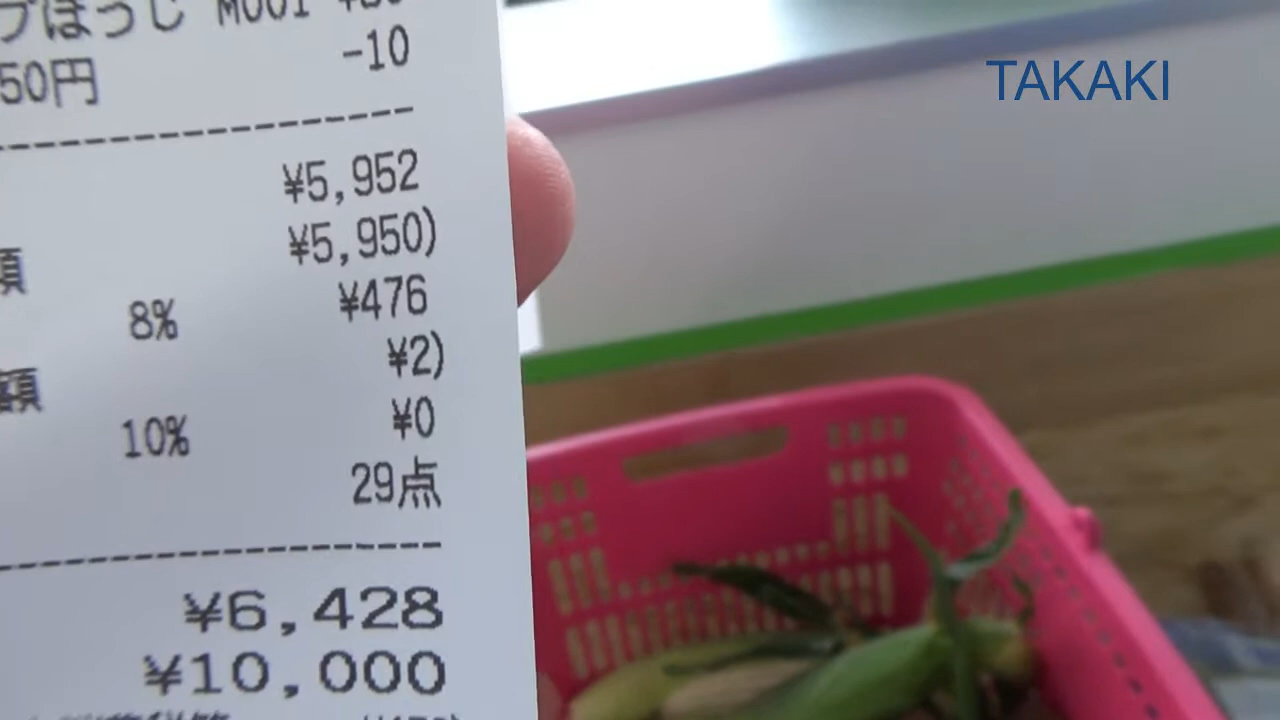 プほうじ M001
50円 -10
¥5,952
額 ¥5,950)
8% ¥476
額 ¥2)
10% ¥0
29点
¥6,428
¥10,000
TAKAKI